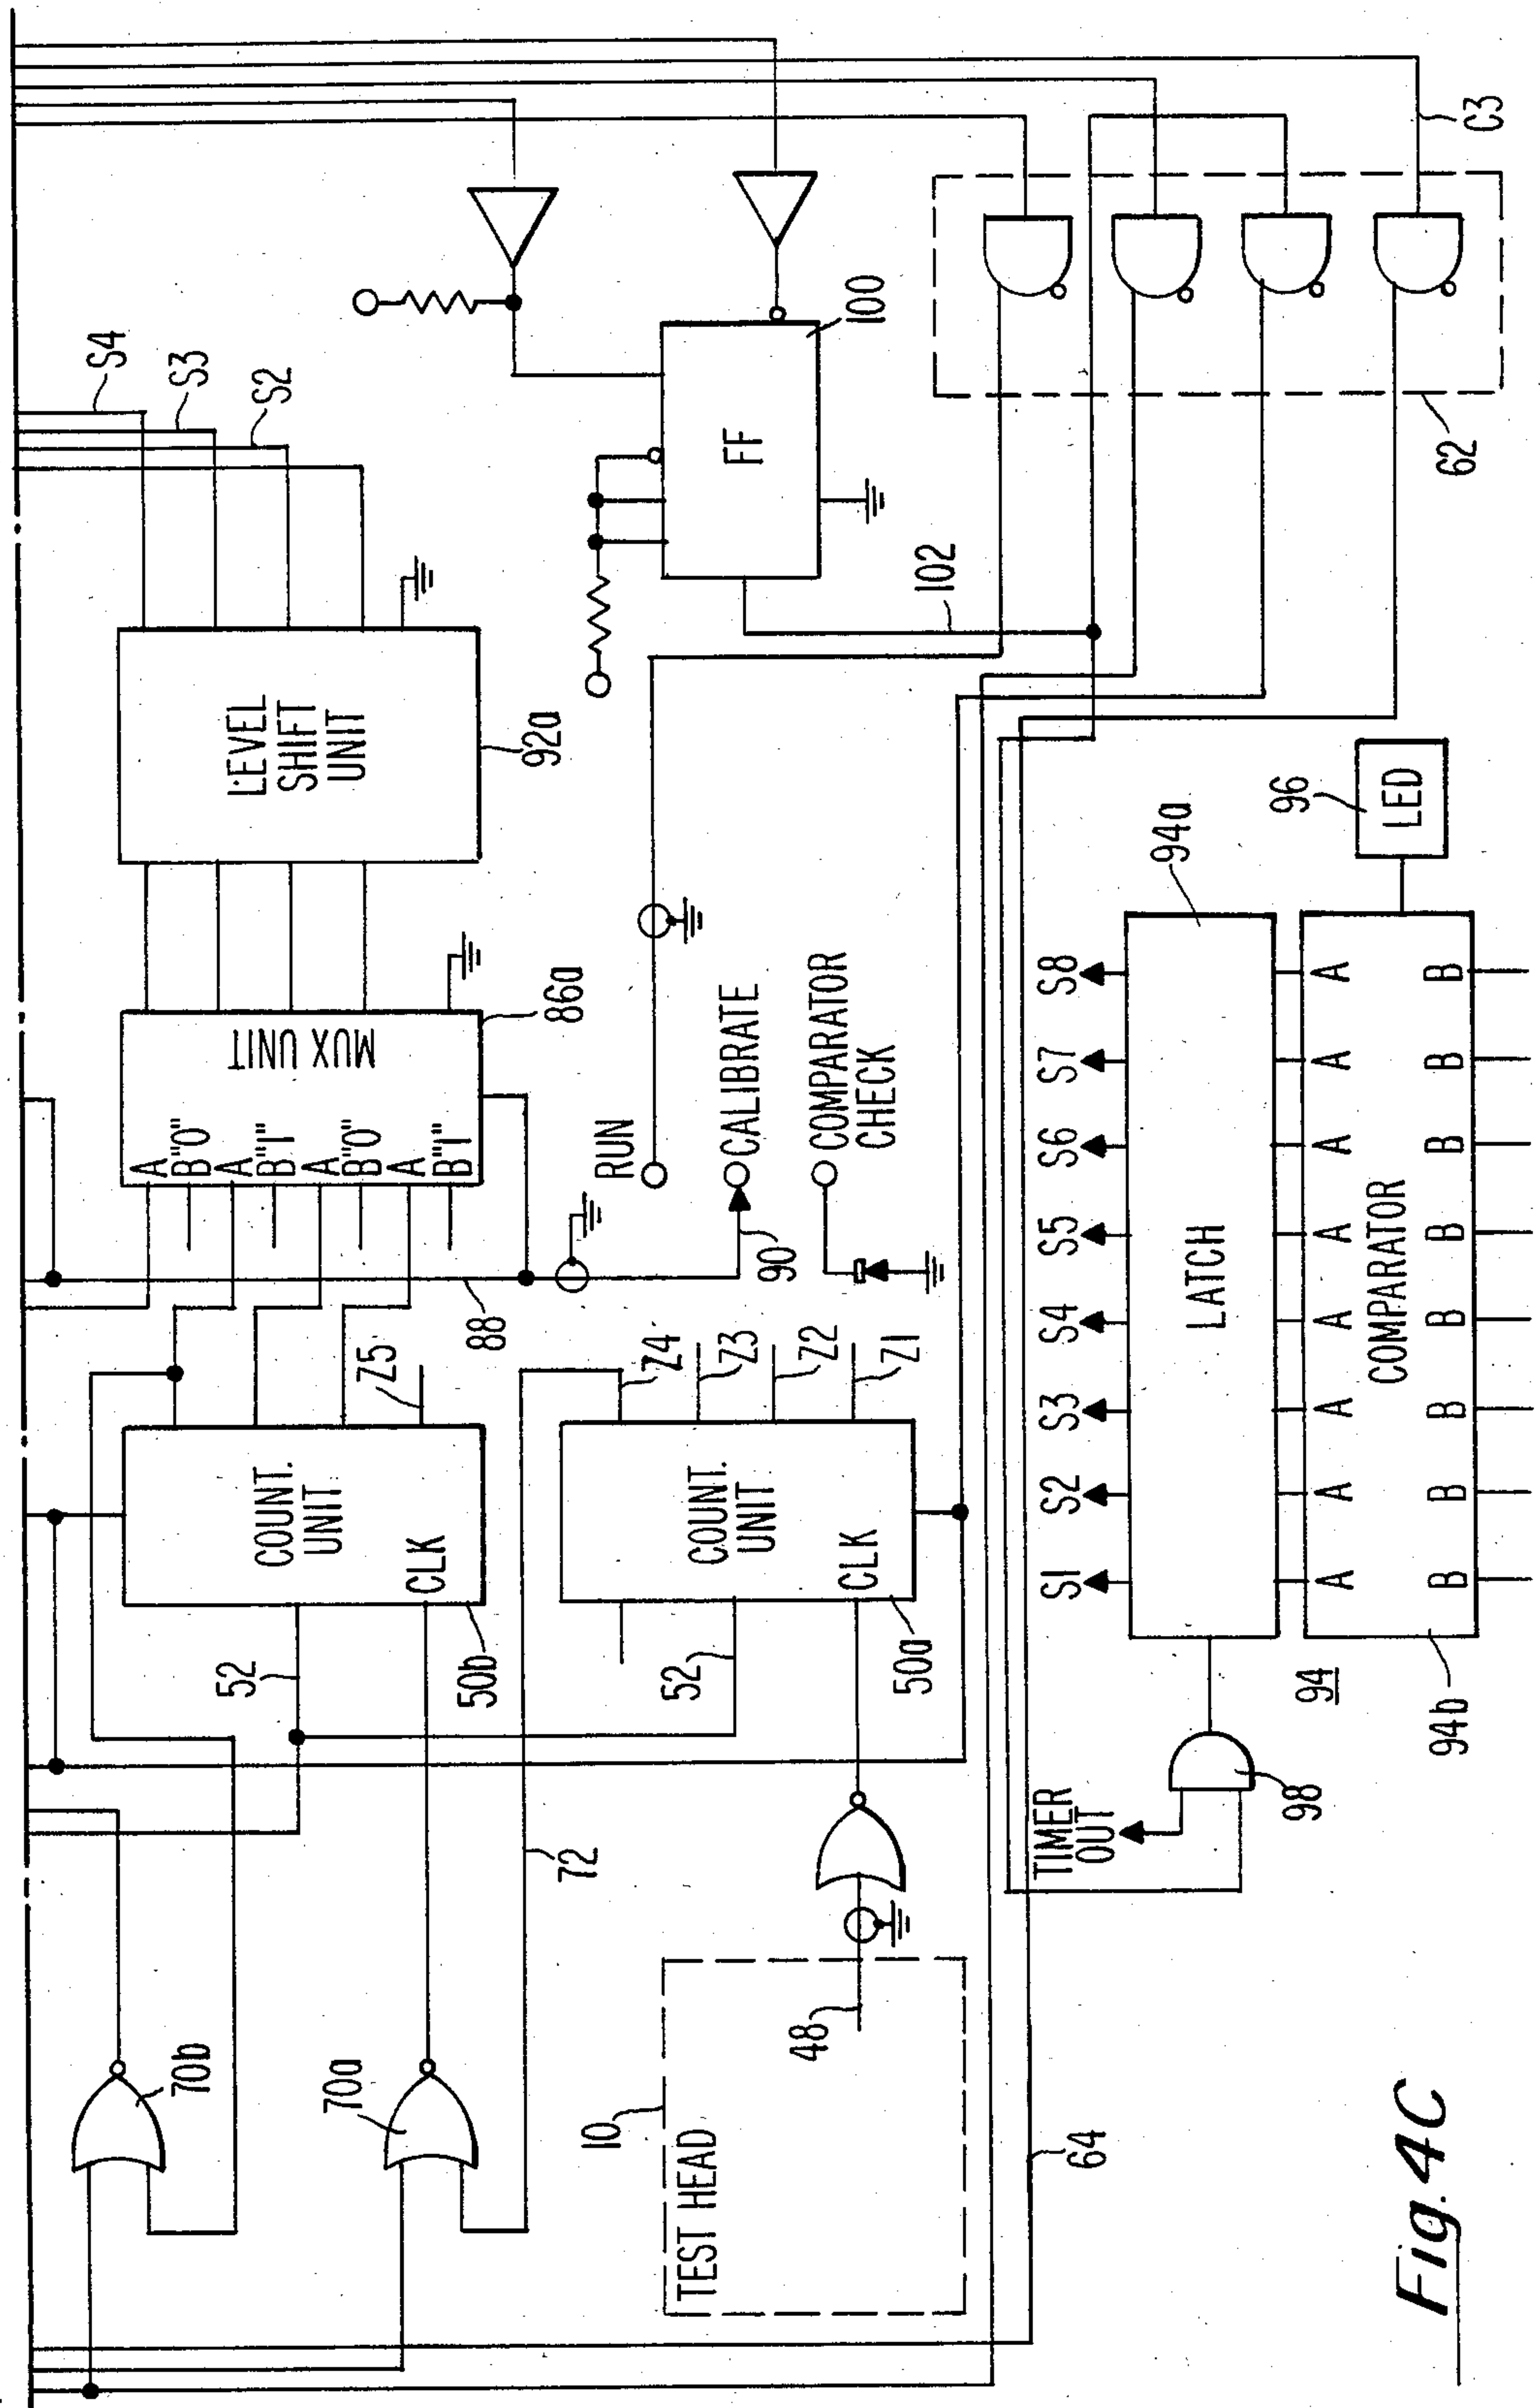 S4
S3
S2
LEVEL
SHIFT
UNIT
92a
MUX UNIT
86a
A
B"0"
A
B"1"
A
B"0"
A
B"1"
88
Z5
COUNT.
UNIT
CLK
50b
52
70b
70a
72
Z4
Z3
Z2
Z1
COUNT.
UNIT
CLK
50a
52
48
10
TEST HEAD
64
RUN
CALIBRATE
90
COMPARATOR
CHECK
FF
100
102
62
C3
TIMER
OUT
98
94
S1
S2
S3
S4
S5
S6
S7
S8
LATCH
94a
A A A A A A A A
COMPARATOR
B B B B B B B B
94b
96
LED
Fig. 4C